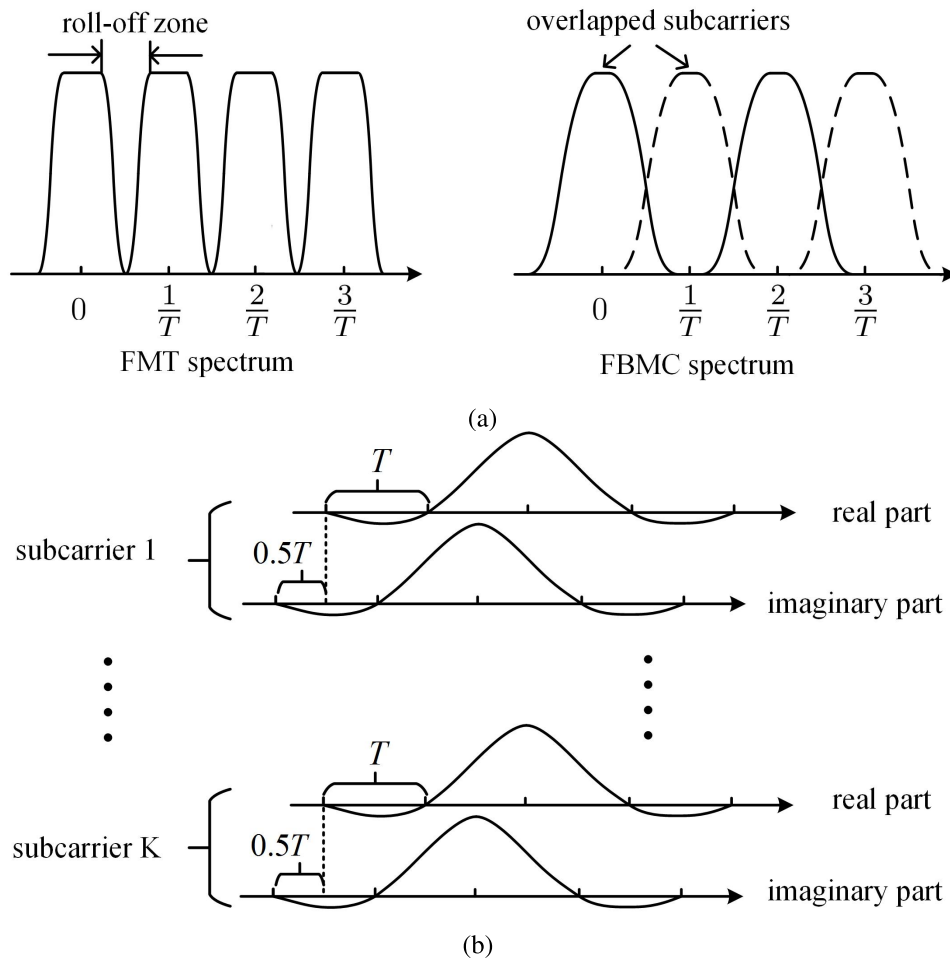 roll-off zone
overlapped subcarriers
0 1/T 2/T 3/T
0 1/T 2/T 3/T
FMT spectrum
FBMC spectrum
(a)
T
real part
subcarrier 1
0.5T
imaginary part
T
real part
subcarrier K
0.5T
imaginary part
(b)